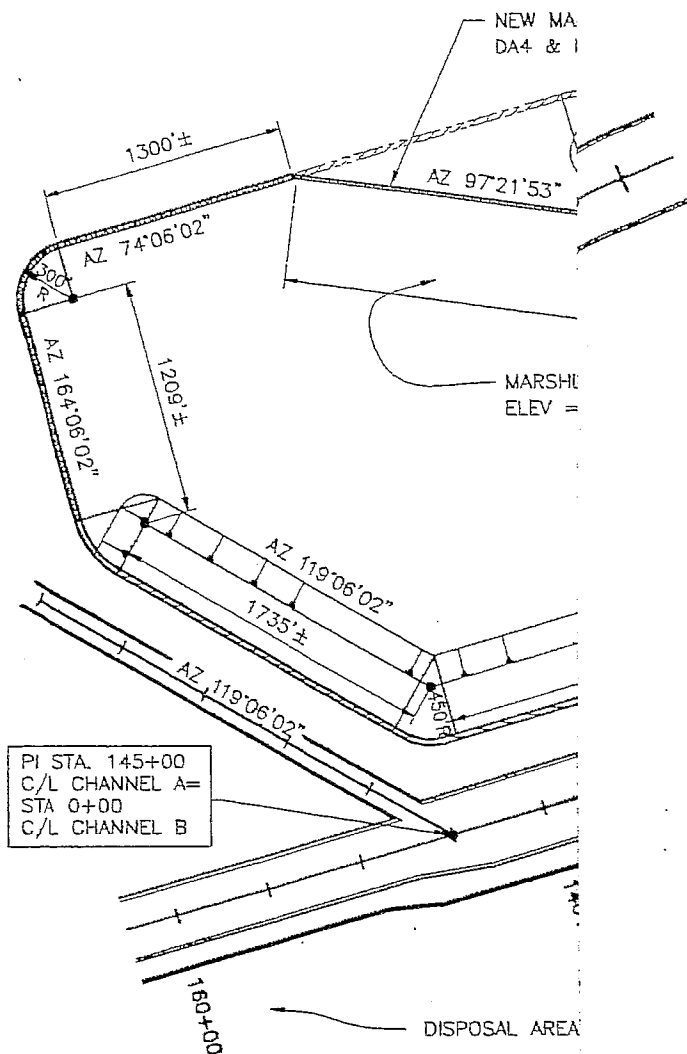 NEW MA
DA4 &
1300'±
AZ 97°21'53"
AZ 74°06'02"
300'
R
1209'±
AZ 164°06'02"
MARSHL
ELEV =
AZ 119°06'02"
1735'±
450'R
AZ 119°06'02"
PI STA. 145+00
C/L CHANNEL A=
STA 0+00
C/L CHANNEL B
160+00
DISPOSAL AREA